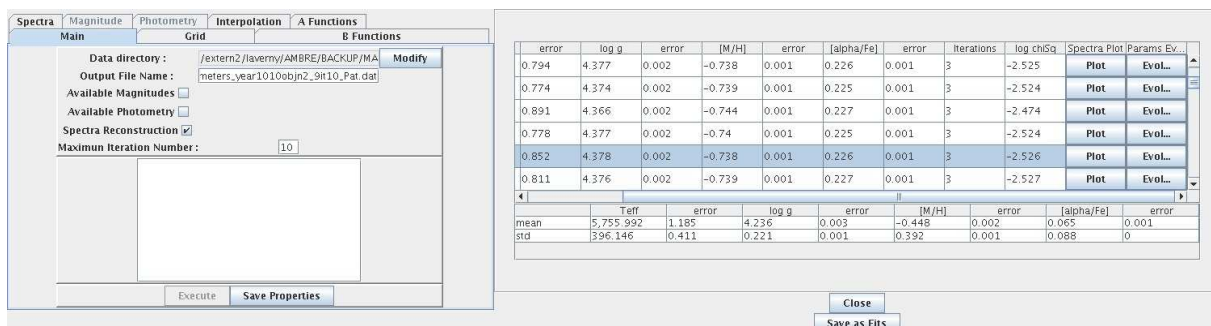 Spectra Magnitude Photometry Interpolation A Functions
Main Grid B Functions
Data directory : /extern2/laverny/AMBRE/BACKUP/MA Modify
Output File Name : meters_year1010objn2_9it10_Pat.dat
Available Magnitudes
Available Photometry
Spectra Reconstruction
Maximun Iteration Number : 10
Execute Save Properties
error log g error [M/H] error [alpha/Fe] error Iterations log chiSq Spectra Plot Params Ev...
0.794 4.377 0.002 -0.738 0.001 0.226 0.001 3 -2.525 Plot Evol...
0.774 4.374 0.002 -0.739 0.001 0.225 0.001 3 -2.524 Plot Evol...
0.891 4.366 0.002 -0.744 0.001 0.227 0.001 3 -2.474 Plot Evol...
0.778 4.377 0.002 -0.74 0.001 0.225 0.001 3 -2.524 Plot Evol...
0.852 4.378 0.002 -0.738 0.001 0.226 0.001 3 -2.526 Plot Evol...
0.811 4.376 0.002 -0.739 0.001 0.227 0.001 3 -2.527 Plot Evol...
Teff error log g error [M/H] error [alpha/Fe] error
mean 5,755.992 1.185 4.236 0.003 -0.448 0.002 0.065 0.001
std 396.146 0.411 0.221 0.001 0.392 0.001 0.088 0
Close
Save as Fits